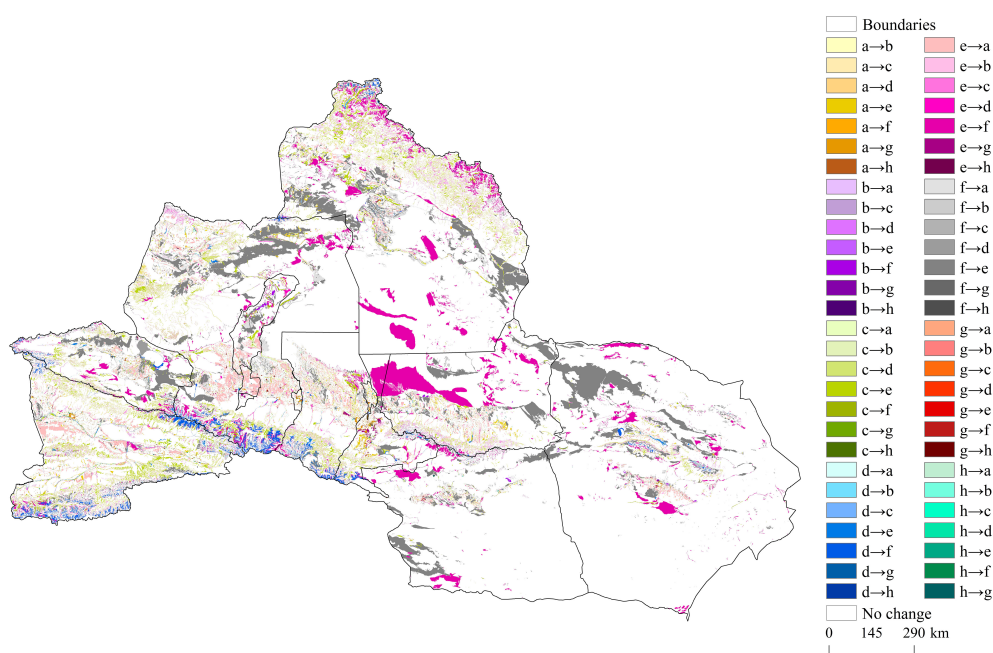 Boundaries
a→b e→a
a→c e→b
a→d e→c
a→e e→d
a→f e→f
a→g e→g
a→h e→h
b→a f→a
b→c f→b
b→d f→c
b→e f→d
b→f f→e
b→g f→g
b→h f→h
c→a g→a
c→b g→b
c→d g→c
c→e g→d
c→f g→e
c→g g→f
c→h g→h
d→a h→a
d→b h→b
d→c h→c
d→e h→d
d→f h→e
d→g h→f
d→h h→g
No change
0 145 290 km